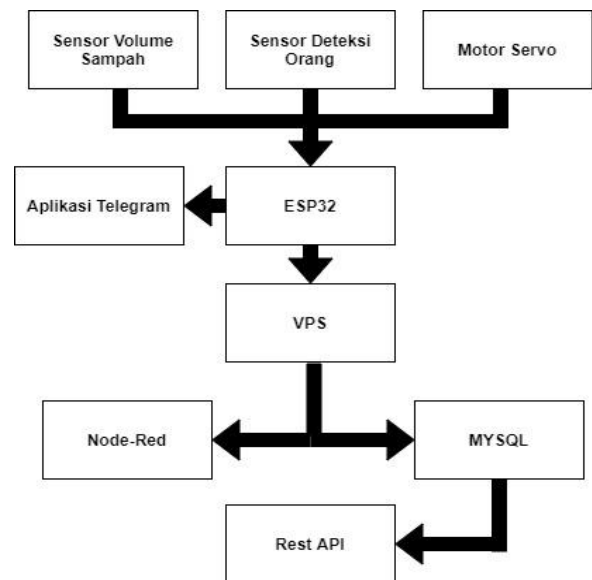 Sensor Volume
Sampah
Sensor Deteksi
Orang
Motor Servo
Aplikasi Telegram
ESP32
VPS
Node-Red
MYSQL
Rest API